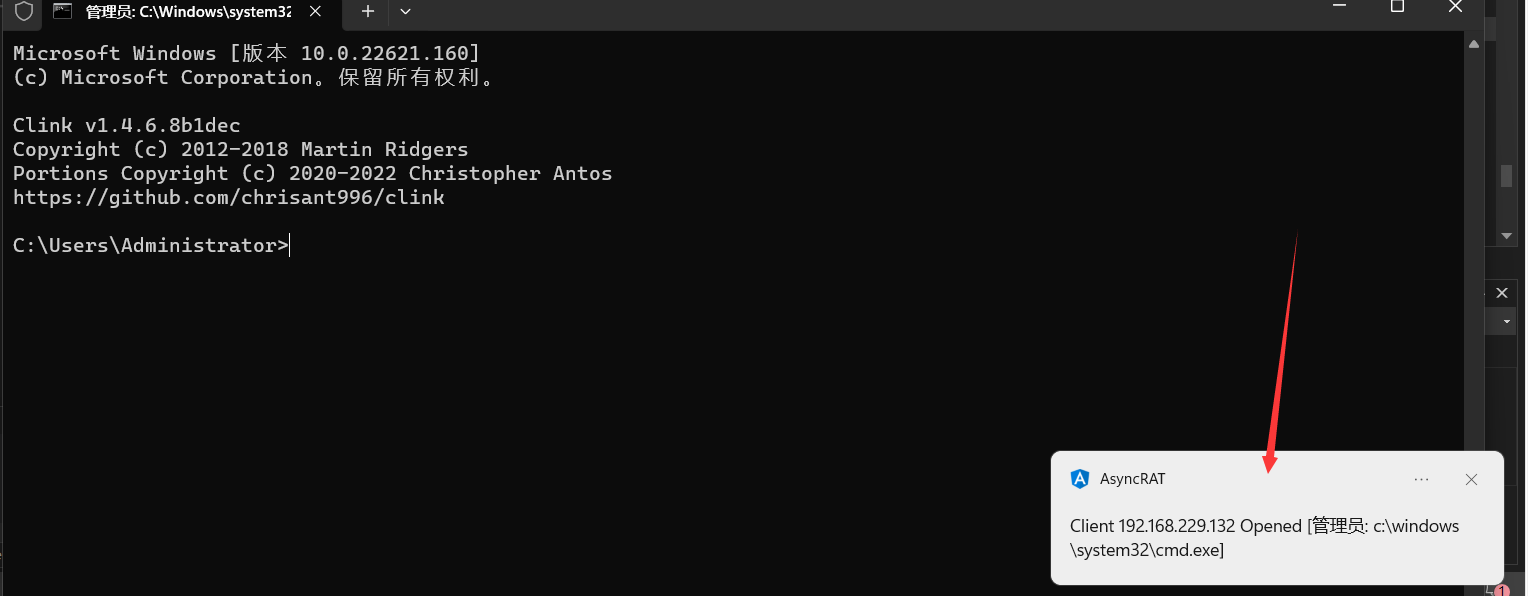 管理员: C:\Windows\system32
Microsoft Windows [版本 10.0.22621.160]
(c) Microsoft Corporation。保留所有权利。
Clink v1.4.6.8b1dec
Copyright (c) 2012-2018 Martin Ridgers
Portions Copyright (c) 2020-2022 Christopher Antos
https://github.com/chrisant996/clink
C:\Users\Administrator>
AsyncRAT
Client 192.168.229.132 Opened [管理员: c:\windows
\system32\cmd.exe]
1